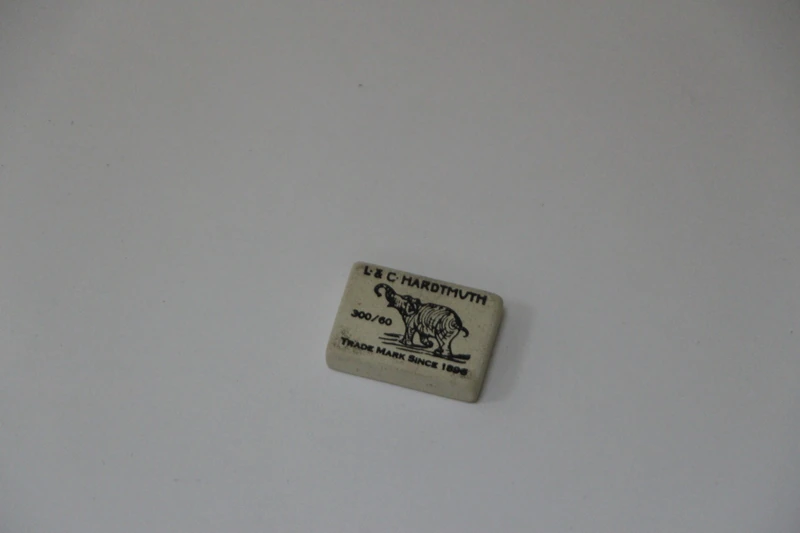 L. & C. HARDTMUTH
300/60
TRADE MARK SINCE 1896